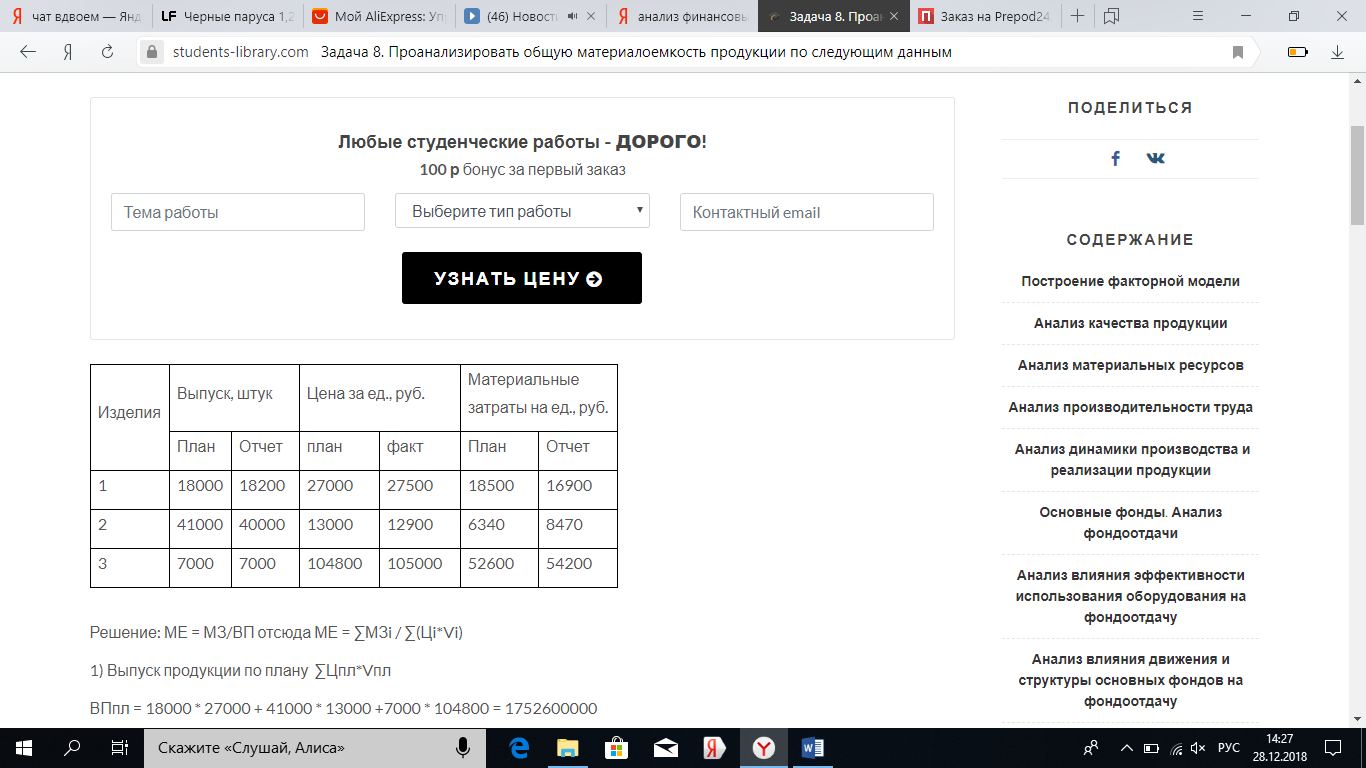 чат вдвоем — Янд
Черные паруса 1,2
Мой AliExpress: Упр
(46) Новости
анализ финансовы
Задача 8. Проан
Заказ на Prepod24
students-library.com Задача 8. Проанализировать общую материалоемкость продукции по следующим данным
Любые студенческие работы - ДОРОГО!
100 р бонус за первый заказ
Тема работы
Выберите тип работы
Контактный email
УЗНАТЬ ЦЕНУ
Изделия Выпуск, штук Цена за ед., руб. Материальные
затраты на ед., руб.
План Отчет план факт План Отчет
1 18000 18200 27000 27500 18500 16900
2 41000 40000 13000 12900 6340 8470
3 7000 7000 104800 105000 52600 54200
Решение: МЕ = МЗ/ВП отсюда МЕ = ∑МЗi / ∑(Цi*Vi)
1) Выпуск продукции по плану ∑Цпл*Vпл
ВПпл = 18000 * 27000 + 41000 * 13000 +7000 * 104800 = 1752600000
ПОДЕЛИТЬСЯ
СОДЕРЖАНИЕ
Построение факторной модели
Анализ качества продукции
Анализ материальных ресурсов
Анализ производительности труда
Анализ динамики производства и
реализации продукции
Основные фонды. Анализ
фондоотдачи
Анализ влияния эффективности
использования оборудования на
фондоотдачу
Анализ влияния движения и
структуры основных фондов на
фондоотдачу
Скажите «Слушай, Алиса»
РУС
14:27
28.12.2018